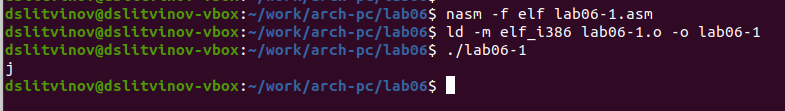 dslitvinov@dslitvinov-vbox:~/work/arch-pc/lab06$ nasm -f elf lab06-1.asm
dslitvinov@dslitvinov-vbox:~/work/arch-pc/lab06$ ld -m elf_i386 lab06-1.o -o lab06-1
dslitvinov@dslitvinov-vbox:~/work/arch-pc/lab06$ ./lab06-1
j
dslitvinov@dslitvinov-vbox:~/work/arch-pc/lab06$